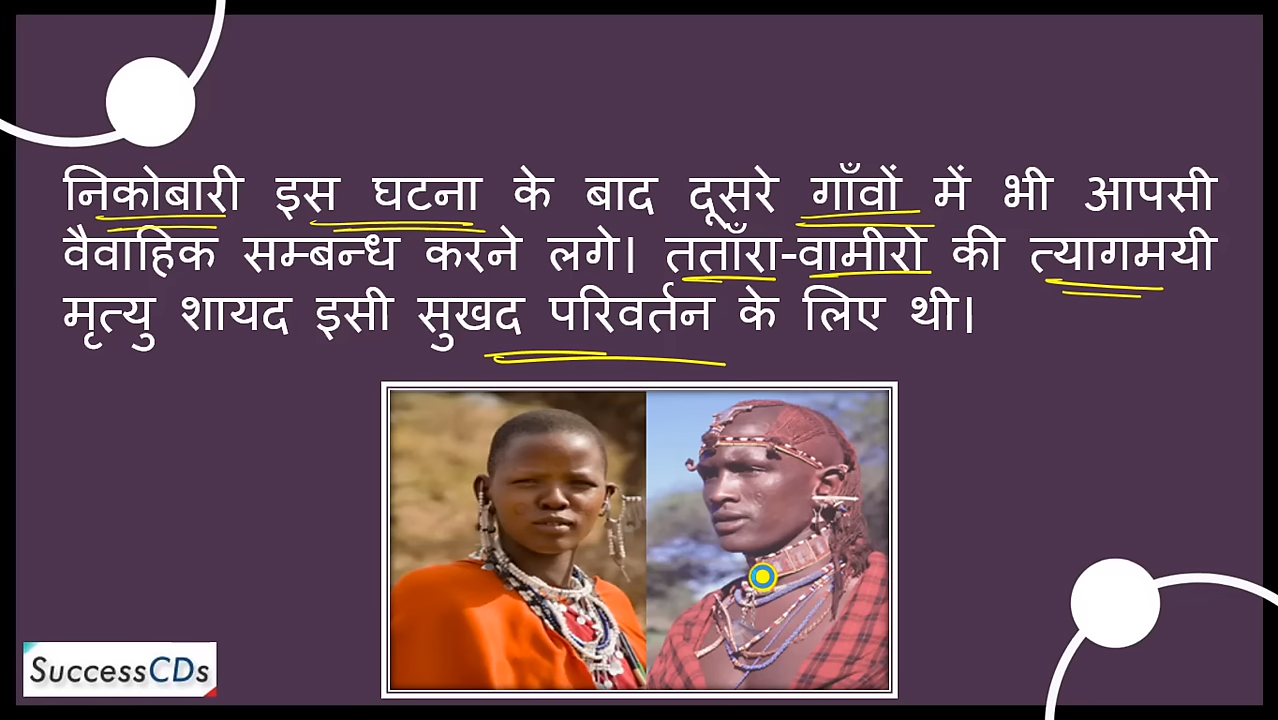 निकोबारी इस घटना के बाद दूसरे गाँवों में भी आपसी
वैवाहिक सम्बन्ध करने लगे। तताँरा-वामीरो की त्यागमयी
मृत्यु शायद इसी सुखद परिवर्तन के लिए थी।
SuccessCDs